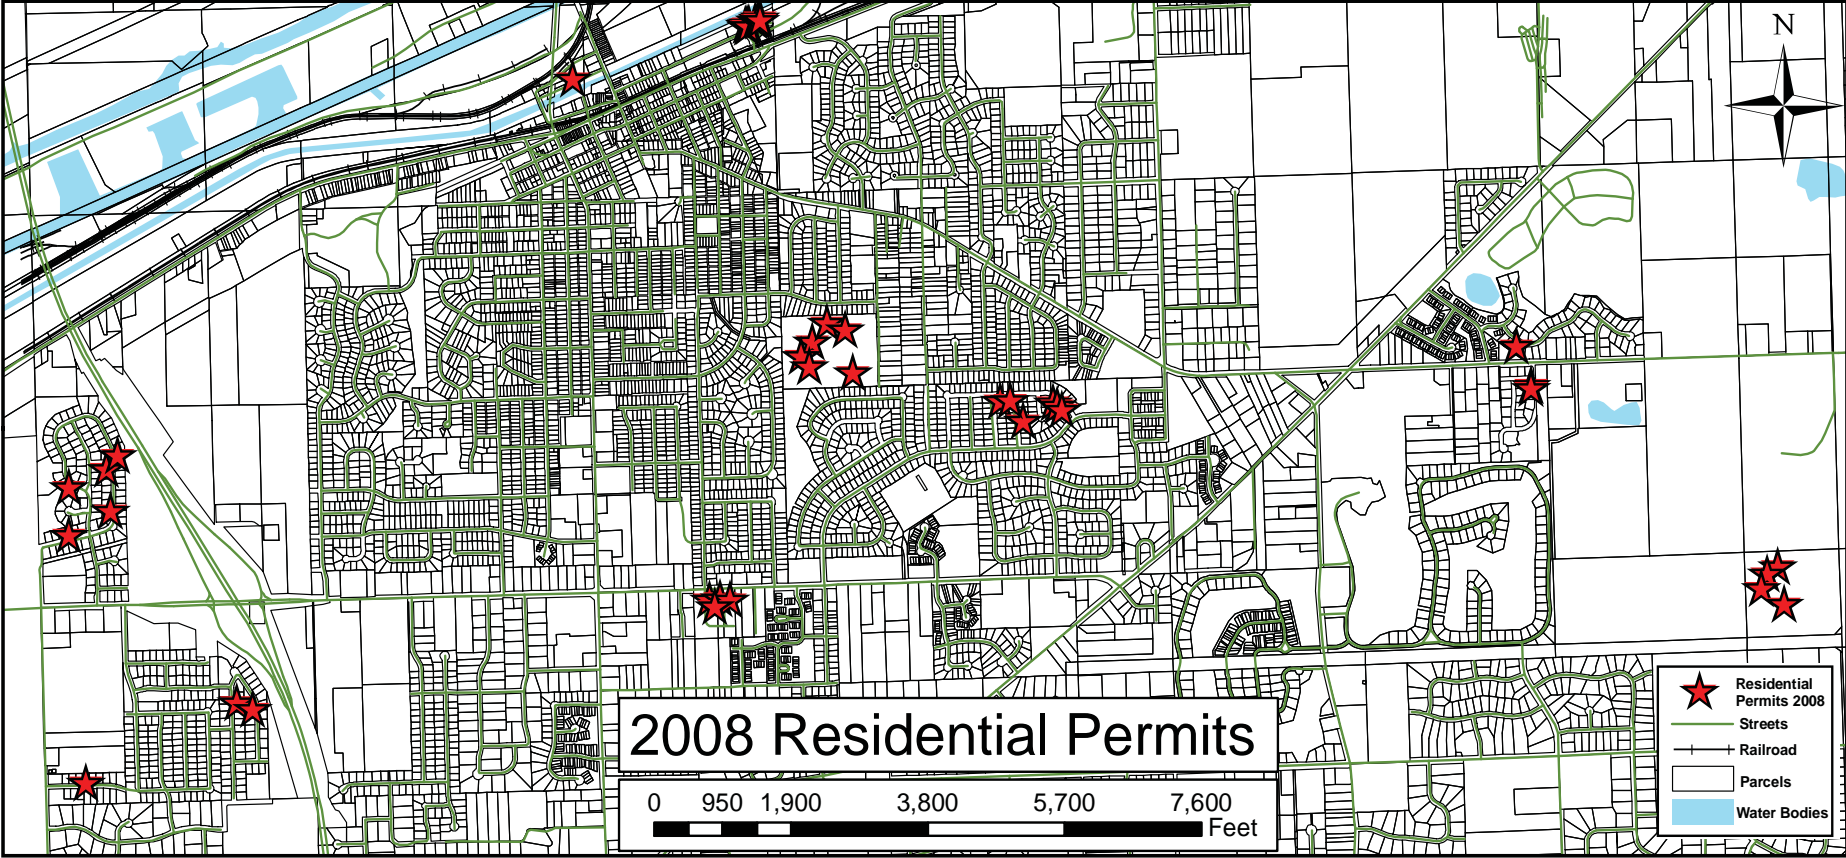 N
Residential
Permits 2008
Streets
Railroad
Parcels
Water Bodies
2008 Residential Permits
0 950 1,900 3,800 5,700 7,600
Feet